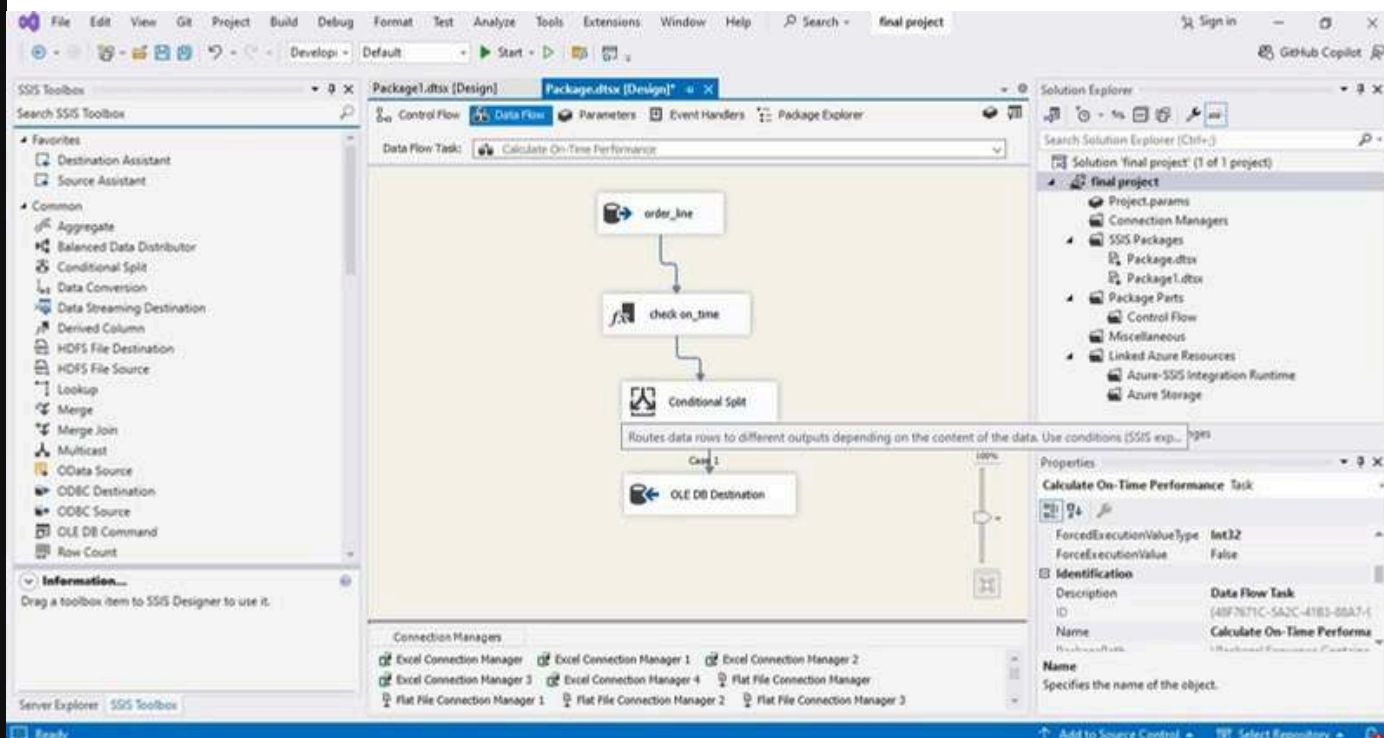 File Edit View Git Project Build Debug Format Test Analyze Tools Extensions Window Help Search final project Sign in
Developi Default Start GitHub Copilot
SSIS Toolbox
Search SSIS Toolbox
Favorites
Destination Assistant
Source Assistant
Common
Aggregate
Balanced Data Distributor
Conditional Split
Data Conversion
Data Streaming Destination
Derived Column
HDFS File Destination
HDFS File Source
Lookup
Merge
Merge Join
Multicast
OData Source
ODBC Destination
ODBC Source
OLE DB Command
Row Count
Information...
Drag a toolbox item to SSIS Designer to use it.
Server Explorer SSIS Toolbox
Package1.dtsx [Design] Package.dtsx [Design]*
Control Flow Data Flow Parameters Event Handlers Package Explorer
Data Flow Task: Calculate On-Time Performance
order_line
check on_time
Conditional Split
Routes data rows to different outputs depending on the content of the data. Use conditions (SSIS exp...
Case 1
100%
OLE DB Destination
Connection Managers
Excel Connection Manager Excel Connection Manager 1 Excel Connection Manager 2
Excel Connection Manager 3 Excel Connection Manager 4 Flat File Connection Manager
Flat File Connection Manager 1 Flat File Connection Manager 2 Flat File Connection Manager 3
Solution Explorer
Search Solution Explorer (Ctrl+;)
Solution 'final project' (1 of 1 project)
final project
Project.params
Connection Managers
SSIS Packages
Package.dtsx
Package1.dtsx
Package Parts
Control Flow
Miscellaneous
Linked Azure Resources
Azure-SSIS Integration Runtime
Azure Storage
Properties
Calculate On-Time Performance Task
ForcedExecutionValueType Int32
ForceExecutionValue False
Identification
Description Data Flow Task
ID
Name Calculate On-Time Performa
Name
Specifies the name of the object.
Ready Add to Source Control Select Repository